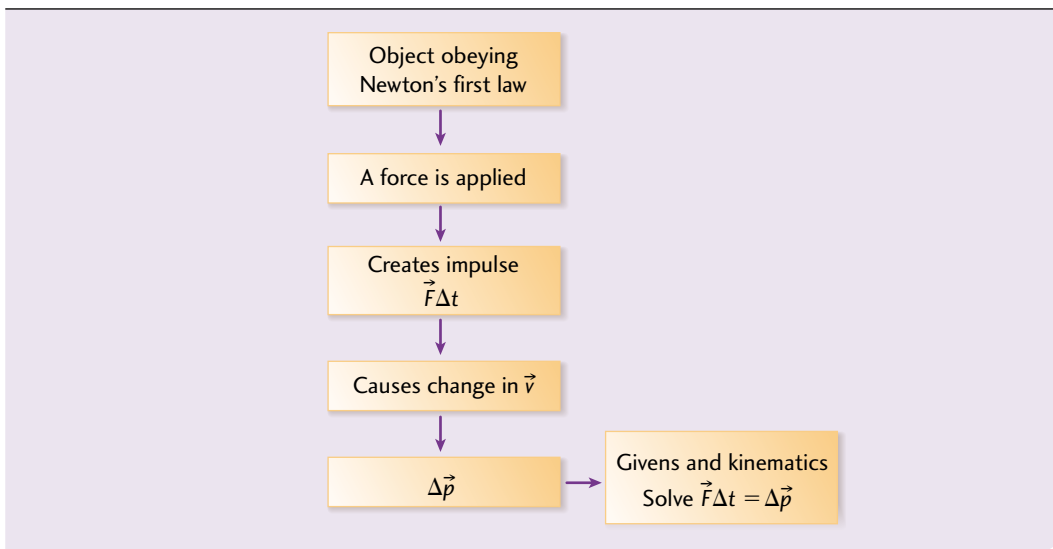 Object obeying
Newton’s first law
A force is applied
Creates impulse
F⃗Δt
Causes change in v⃗
Δp⃗
Givens and kinematics
Solve F⃗Δt = Δp⃗